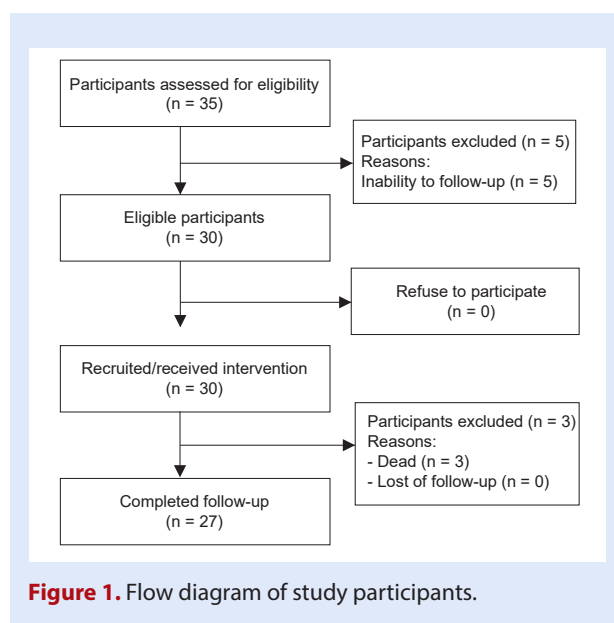 Participants assessed for eligibility
(n = 35)
Participants excluded (n = 5)
Reasons:
Inability to follow-up (n = 5)
Eligible participants
(n = 30)
Refuse to participate
(n = 0)
Recruited/received intervention
(n = 30)
Participants excluded (n = 3)
Reasons:
- Dead (n = 3)
- Lost of follow-up (n = 0)
Completed follow-up
(n = 27)
Figure 1. Flow diagram of study participants.